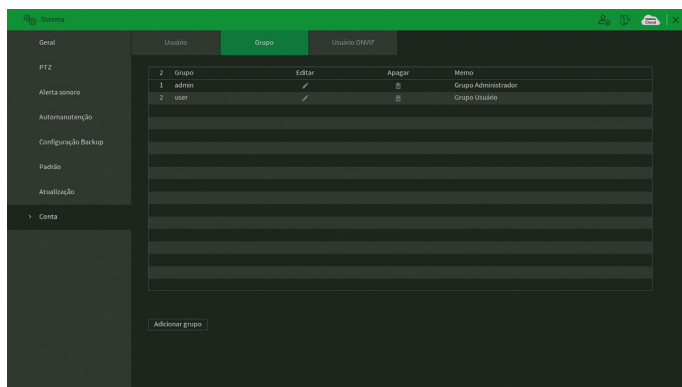 Sistema
Geral
PTZ
Alerta sonoro
Automanutenção
Configuração Backup
Padrão
Atualização
> Conta
Usuário Grupo Usuário ONVIF
2 Grupo Editar Apagar Memo
1 admin Grupo Administrador
2 user Grupo Usuário
Adicionar grupo